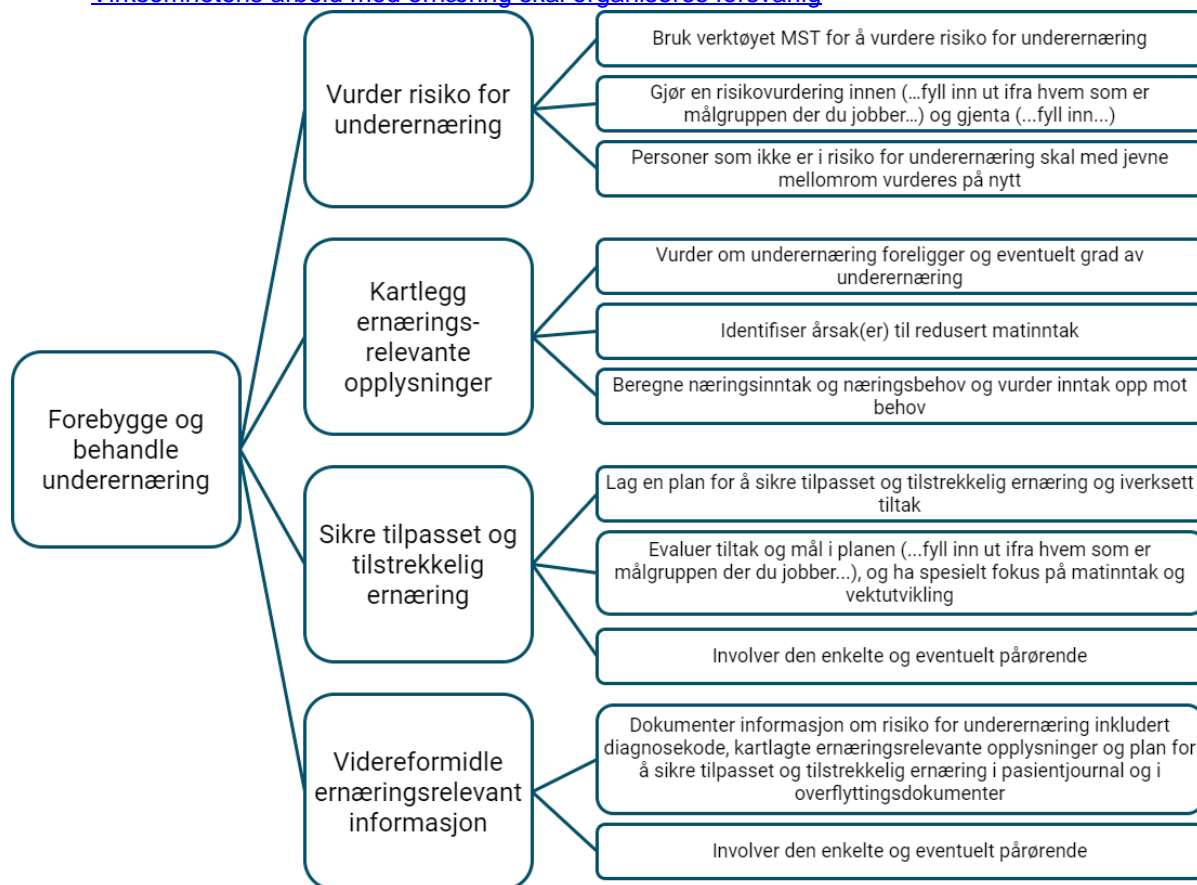 Virksomhetens arbeid med ernæring skal organiseres forsvarlig
Forebygge og
behandle
underernæring
Vurder risiko for
underernæring
Bruk verktøyet MST for å vurdere risiko for underernæring
Gjør en risikovurdering innen (…fyll inn ut ifra hvem som er
målgruppen der du jobber…) og gjenta (...fyll inn...)
Personer som ikke er i risiko for underernæring skal med jevne
mellomrom vurderes på nytt
Kartlegg
ernærings-
relevante
opplysninger
Vurder om underernæring foreligger og eventuelt grad av
underernæring
Identifiser årsak(er) til redusert matinntak
Beregne næringsinntak og næringsbehov og vurder inntak opp mot
behov
Sikre tilpasset og
tilstrekkelig
ernæring
Lag en plan for å sikre tilpasset og tilstrekkelig ernæring og iverksett
tiltak
Evaluer tiltak og mål i planen (...fyll inn ut ifra hvem som er
målgruppen der du jobber...), og ha spesielt fokus på matinntak og
vektutvikling
Involver den enkelte og eventuelt pårørende
Videreformidle
ernæringsrelevant
informasjon
Dokumenter informasjon om risiko for underernæring inkludert
diagnosekode, kartlagte ernæringsrelevante opplysninger og plan for
å sikre tilpasset og tilstrekkelig ernæring i pasientjournal og i
overflyttingsdokumenter
Involver den enkelte og eventuelt pårørende